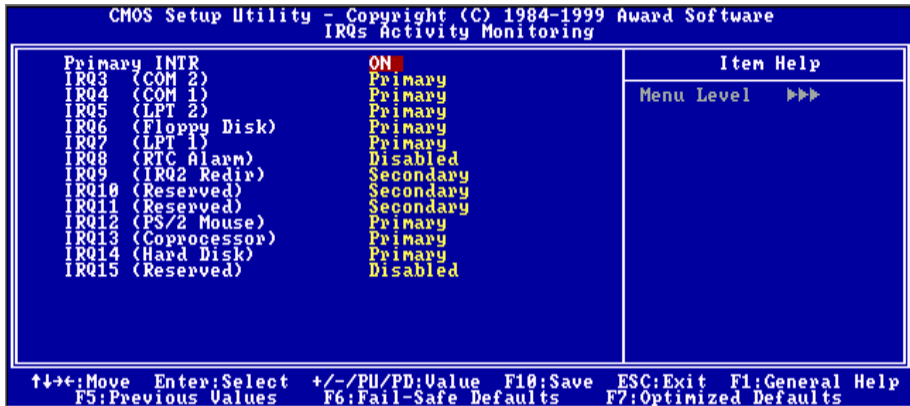 CMOS Setup Utility - Copyright (C) 1984-1999 Award Software
IRQs Activity Monitoring
Primary INTR ON
IRQ3 (COM 2) Primary
IRQ4 (COM 1) Primary
IRQ5 (LPT 2) Primary
IRQ6 (Floppy Disk) Primary
IRQ7 (LPT 1) Primary
IRQ8 (RTC Alarm) Disabled
IRQ9 (IRQ2 Redir) Secondary
IRQ10 (Reserved) Secondary
IRQ11 (Reserved) Secondary
IRQ12 (PS/2 Mouse) Primary
IRQ13 (Coprocessor) Primary
IRQ14 (Hard Disk) Primary
IRQ15 (Reserved) Disabled
Item Help
Menu Level ►►►
↑↓→←:Move Enter:Select +/-/PU/PD:Value F10:Save ESC:Exit F1:General Help
F5:Previous Values F6:Fail-Safe Defaults F7:Optimized Defaults